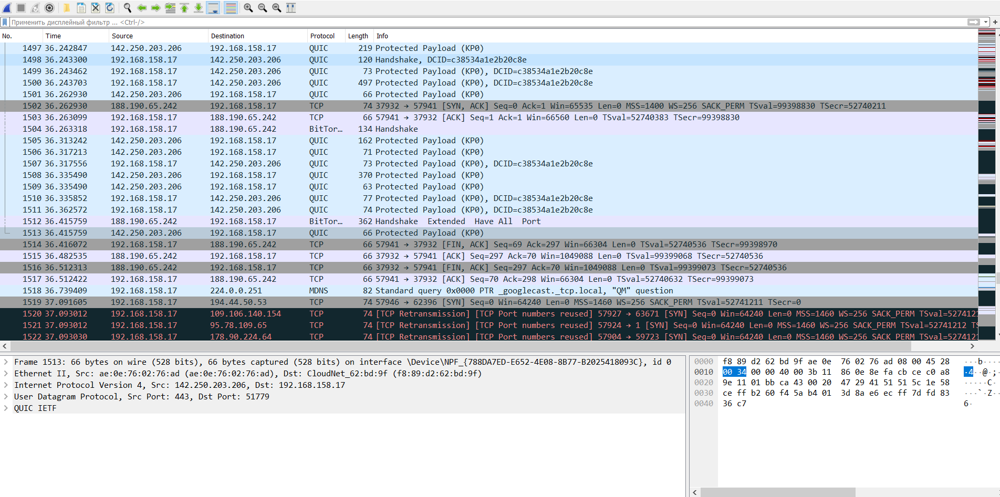 Применить дисплейный фильтр ... <Ctrl-/>
No. Time Source Destination Protocol Length Info
1497 36.242847 142.250.203.206 192.168.158.17 QUIC 219 Protected Payload (KP0)
1498 36.243300 192.168.158.17 142.250.203.206 QUIC 120 Handshake, DCID=c38534a1e2b20c8e
1499 36.243462 192.168.158.17 142.250.203.206 QUIC 73 Protected Payload (KP0), DCID=c38534a1e2b20c8e
1500 36.243703 192.168.158.17 142.250.203.206 QUIC 497 Protected Payload (KP0), DCID=c38534a1e2b20c8e
1501 36.262930 142.250.203.206 192.168.158.17 QUIC 66 Protected Payload (KP0)
1502 36.262930 188.190.65.242 192.168.158.17 TCP 74 37932 → 57941 [SYN, ACK] Seq=0 Ack=1 Win=65535 Len=0 MSS=1400 WS=256 SACK_PERM TSval=99398830 TSecr=52740211
1503 36.263099 192.168.158.17 188.190.65.242 TCP 66 57941 → 37932 [ACK] Seq=1 Ack=1 Win=66560 Len=0 TSval=52740383 TSecr=99398830
1504 36.263318 192.168.158.17 188.190.65.242 BitTor… 134 Handshake
1505 36.313242 142.250.203.206 192.168.158.17 QUIC 162 Protected Payload (KP0)
1506 36.317213 142.250.203.206 192.168.158.17 QUIC 71 Protected Payload (KP0)
1507 36.317556 192.168.158.17 142.250.203.206 QUIC 73 Protected Payload (KP0), DCID=c38534a1e2b20c8e
1508 36.335490 142.250.203.206 192.168.158.17 QUIC 370 Protected Payload (KP0)
1509 36.335490 142.250.203.206 192.168.158.17 QUIC 63 Protected Payload (KP0)
1510 36.335852 192.168.158.17 142.250.203.206 QUIC 77 Protected Payload (KP0), DCID=c38534a1e2b20c8e
1511 36.362572 192.168.158.17 142.250.203.206 QUIC 74 Protected Payload (KP0), DCID=c38534a1e2b20c8e
1512 36.415759 188.190.65.242 192.168.158.17 BitTor… 362 Handshake Extended Have All Port
1513 36.415759 142.250.203.206 192.168.158.17 QUIC 66 Protected Payload (KP0)
1514 36.416072 192.168.158.17 188.190.65.242 TCP 66 57941 → 37932 [FIN, ACK] Seq=69 Ack=297 Win=66304 Len=0 TSval=52740536 TSecr=99398970
1515 36.482535 188.190.65.242 192.168.158.17 TCP 66 37932 → 57941 [ACK] Seq=297 Ack=70 Win=1049088 Len=0 TSval=99399068 TSecr=52740536
1516 36.512313 188.190.65.242 192.168.158.17 TCP 66 37932 → 57941 [FIN, ACK] Seq=297 Ack=70 Win=1049088 Len=0 TSval=99399073 TSecr=52740536
1517 36.512422 192.168.158.17 188.190.65.242 TCP 66 57941 → 37932 [ACK] Seq=70 Ack=298 Win=66304 Len=0 TSval=52740632 TSecr=99399073
1518 36.739409 192.168.158.17 224.0.0.251 MDNS 82 Standard query 0x0000 PTR _googlecast._tcp.local, "QM" question
1519 37.091605 192.168.158.17 194.44.50.53 TCP 74 57946 → 62396 [SYN] Seq=0 Win=64240 Len=0 MSS=1460 WS=256 SACK_PERM TSval=52741211 TSecr=0
1520 37.093012 192.168.158.17 109.106.140.154 TCP 74 [TCP Retransmission] [TCP Port numbers reused] 57927 → 63671 [SYN] Seq=0 Win=64240 Len=0 MSS=1460 WS=256 SACK_PERM TSval=5274121
1521 37.093012 192.168.158.17 95.78.109.65 TCP 74 [TCP Retransmission] [TCP Port numbers reused] 57924 → 1 [SYN] Seq=0 Win=64240 Len=0 MSS=1460 WS=256 SACK_PERM TSval=52741212 TS
1522 37.093030 192.168.158.17 178.90.224.64 TCP 74 [TCP Retransmission] [TCP Port numbers reused] 57904 → 59723 [SYN] Seq=0 Win=64240 Len=0 MSS=1460 WS=256 SACK_PERM TSval=5274121
Frame 1513: 66 bytes on wire (528 bits), 66 bytes captured (528 bits) on interface \Device\NPF_{788DA7ED-E652-4E08-8B77-B2025418093C}, id 0
Ethernet II, Src: ae:0e:76:02:76:ad (ae:0e:76:02:76:ad), Dst: CloudNet_62:bd:9f (f8:89:d2:62:bd:9f)
Internet Protocol Version 4, Src: 142.250.203.206, Dst: 192.168.158.17
User Datagram Protocol, Src Port: 443, Dst Port: 51779
QUIC IETF
0000 f8 89 d2 62 bd 9f ae 0e 76 02 76 ad 08 00 45 28 ···b····
0010 00 34 00 00 40 00 3b 11 86 0e 8e fa cb ce c0 a8 ·4··@·;·
0020 9e 11 01 bb ca 43 00 20 47 29 41 51 51 5c 1e 58 ·····C·
0030 ce ff b2 60 f4 5a b4 01 3d 8a e6 ec ff 7d fd 83 ···`·Z··
0040 36 c7 6·